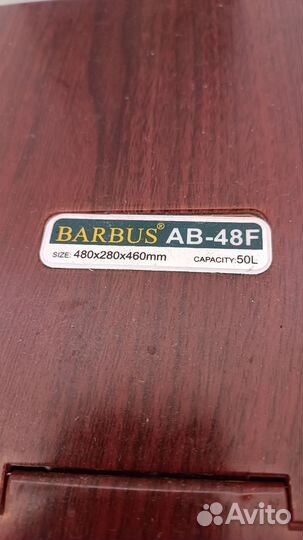 BARBUS® AB-48F
SIZE: 480x280x460mm CAPACITY:50L
Avito